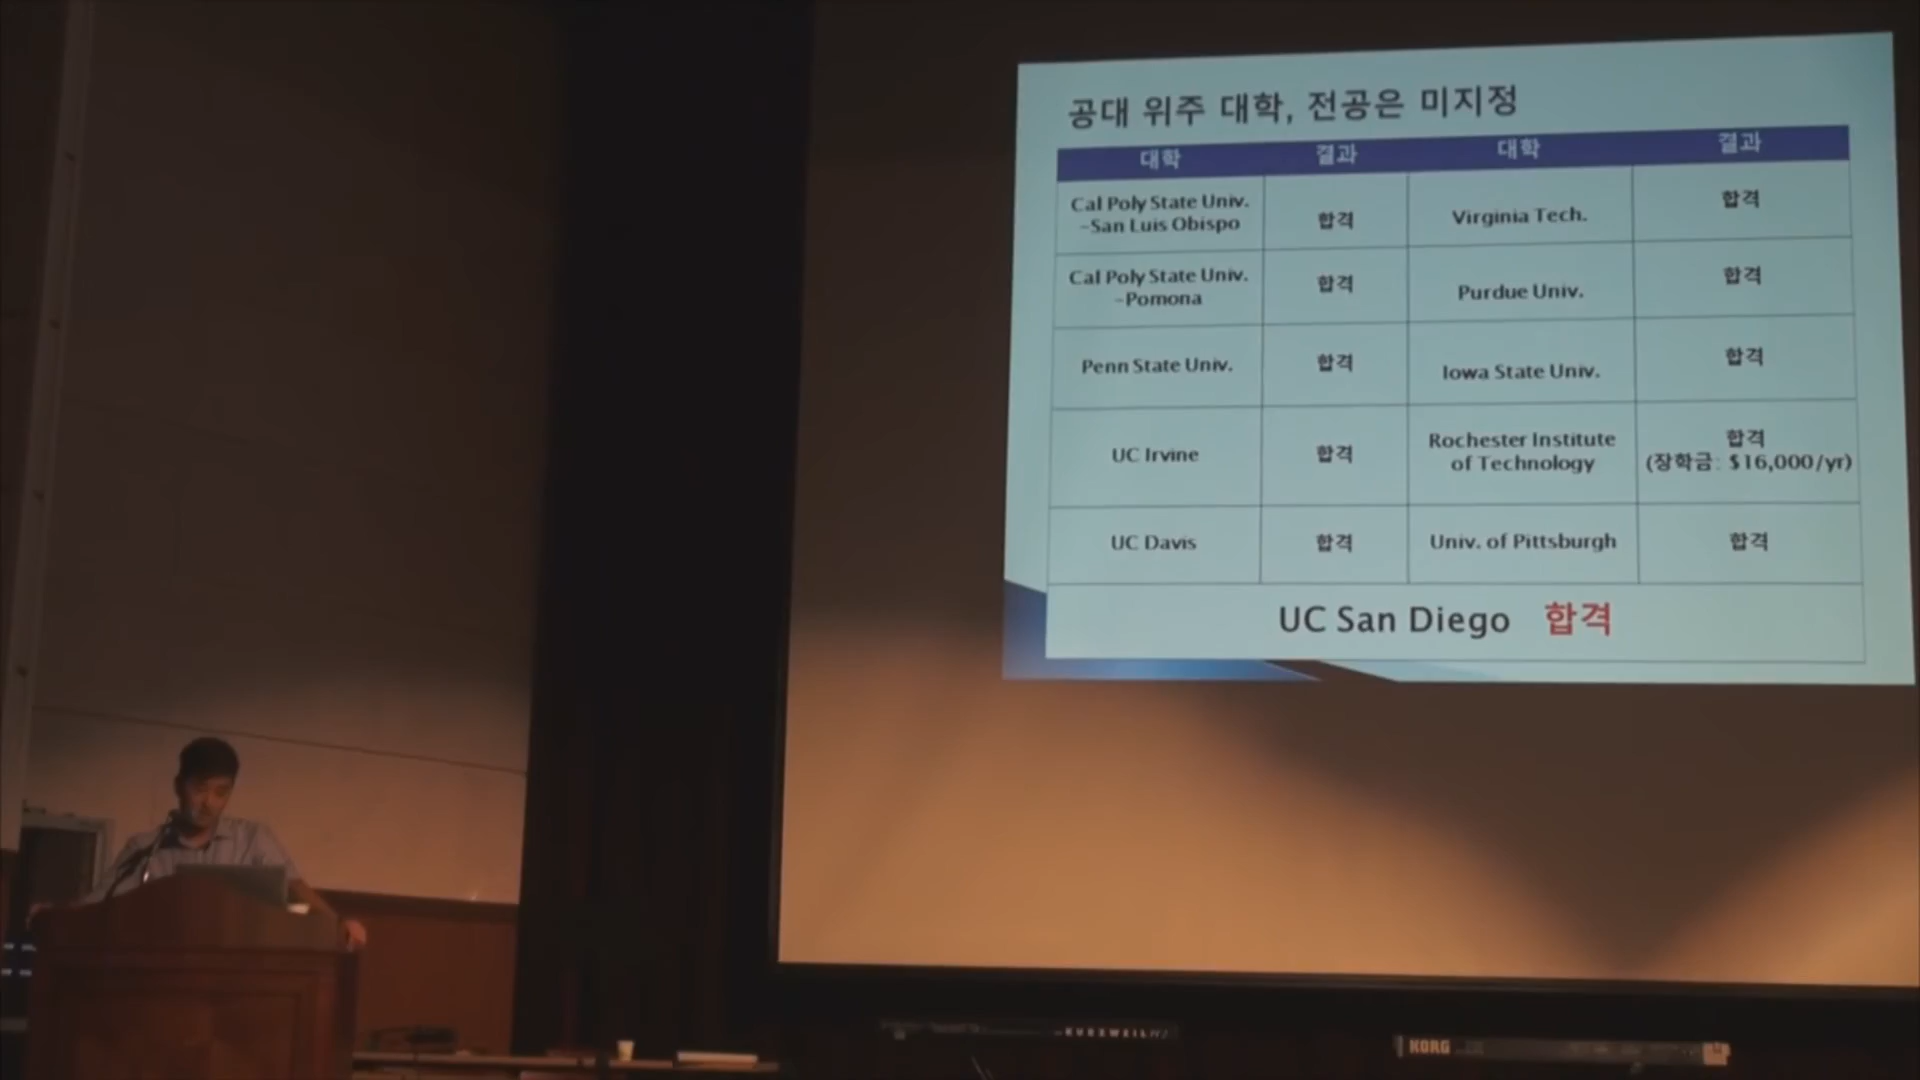 공대 위주 대학, 전공은 미지정
대학 결과 대학 결과
Cal Poly State Univ.
-San Luis Obispo
합격
Virginia Tech.
합격
Cal Poly State Univ.
-Pomona
합격
Purdue Univ.
합격
Penn State Univ.
합격
Iowa State Univ.
합격
UC Irvine
합격
Rochester Institute
of Technology
합격
(장학금: $16,000/yr)
UC Davis
합격
Univ. of Pittsburgh
합격
UC San Diego 합격
KURZWEIL
KORG